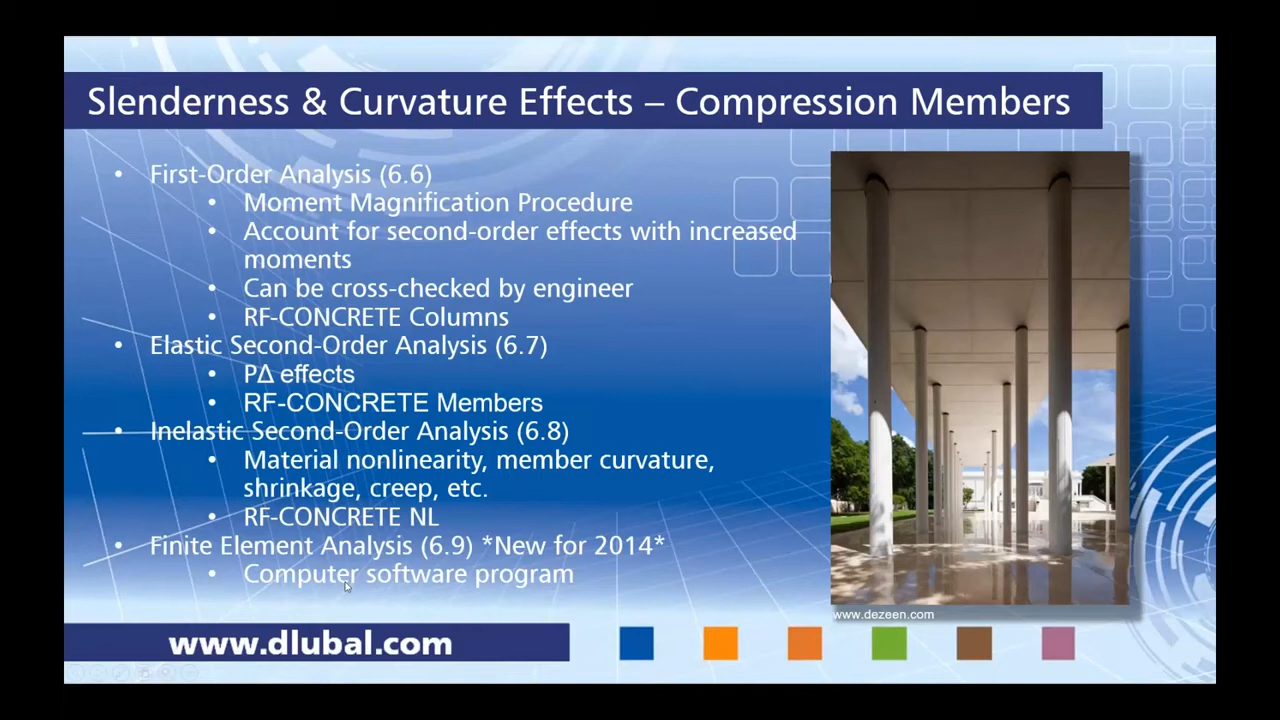 Slenderness & Curvature Effects – Compression Members
• First-Order Analysis (6.6)
• Moment Magnification Procedure
• Account for second-order effects with increased
moments
• Can be cross-checked by engineer
• RF-CONCRETE Columns
• Elastic Second-Order Analysis (6.7)
• PΔ effects
• RF-CONCRETE Members
• Inelastic Second-Order Analysis (6.8)
• Material nonlinearity, member curvature,
shrinkage, creep, etc.
• RF-CONCRETE NL
• Finite Element Analysis (6.9) *New for 2014*
• Computer software program
www.dezeen.com
www.dlubal.com